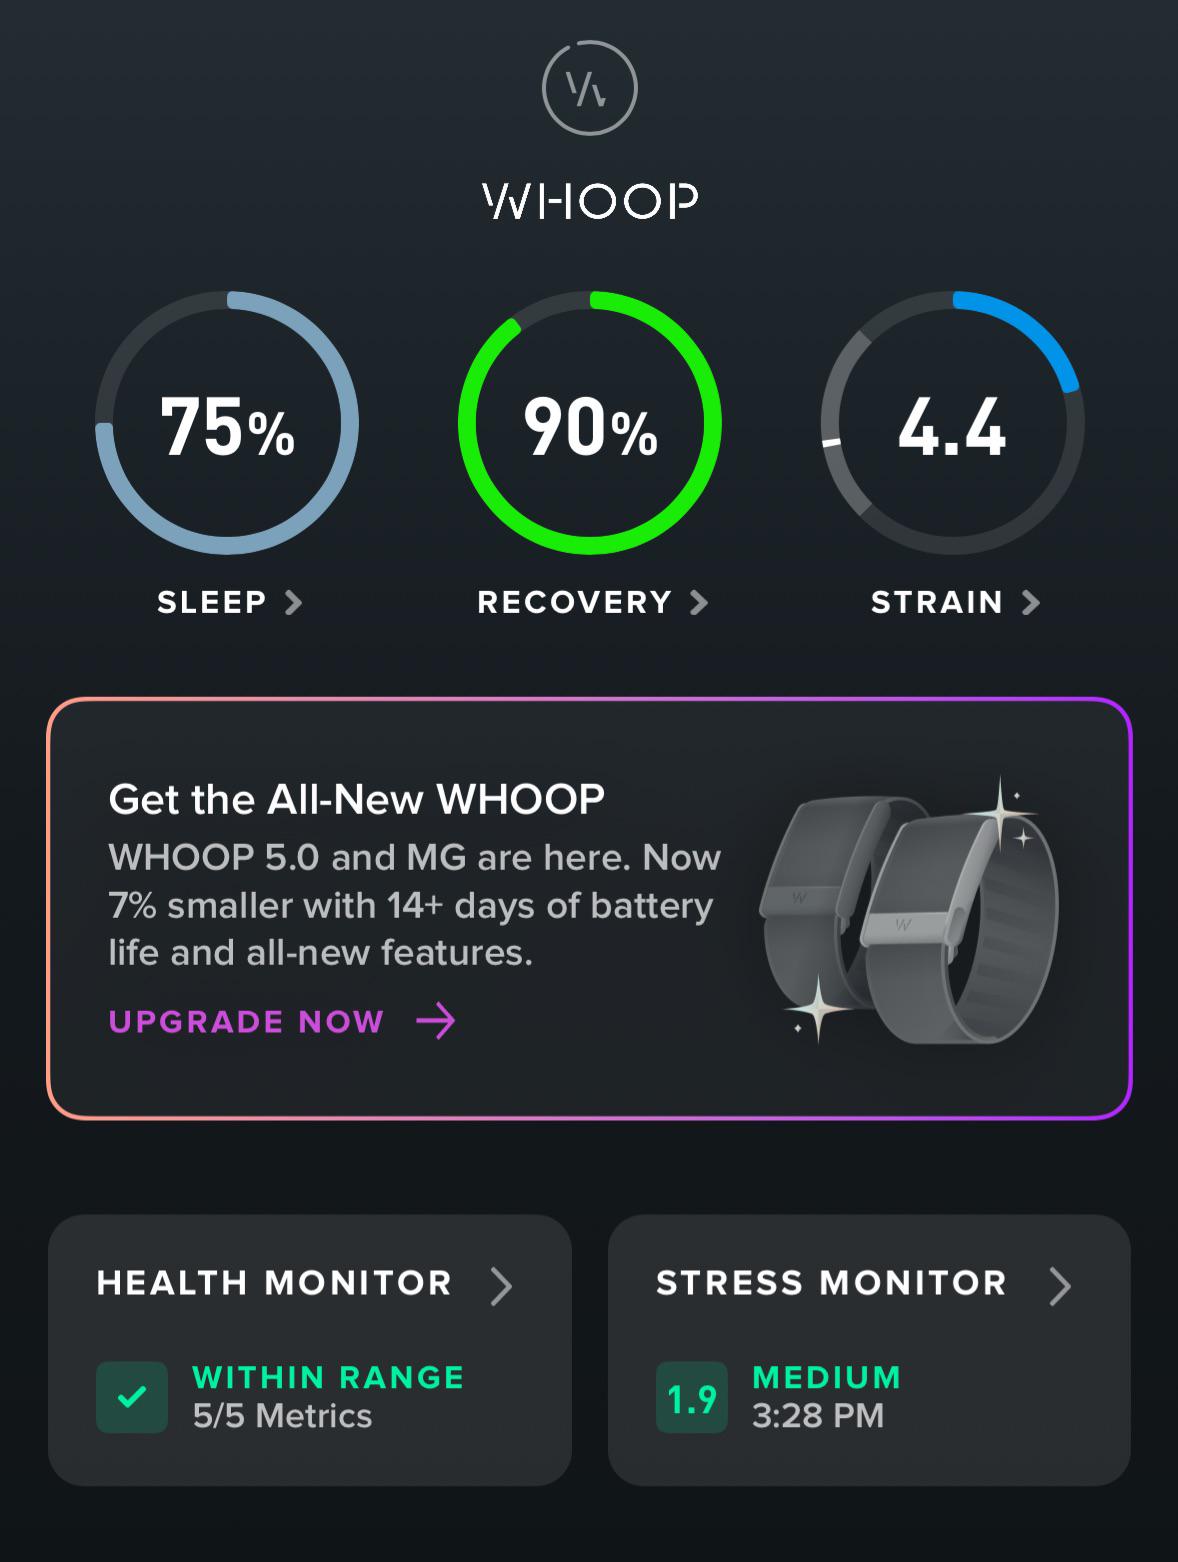 WHOOP
75%
90%
4.4
SLEEP
RECOVERY
STRAIN
Get the All-New WHOOP
WHOOP 5.0 and MG are here. Now
7% smaller with 14+ days of battery
life and all-new features.
UPGRADE NOW
W
W
HEALTH MONITOR
WITHIN RANGE
5/5 Metrics
STRESS MONITOR
1.9
MEDIUM
3:28 PM